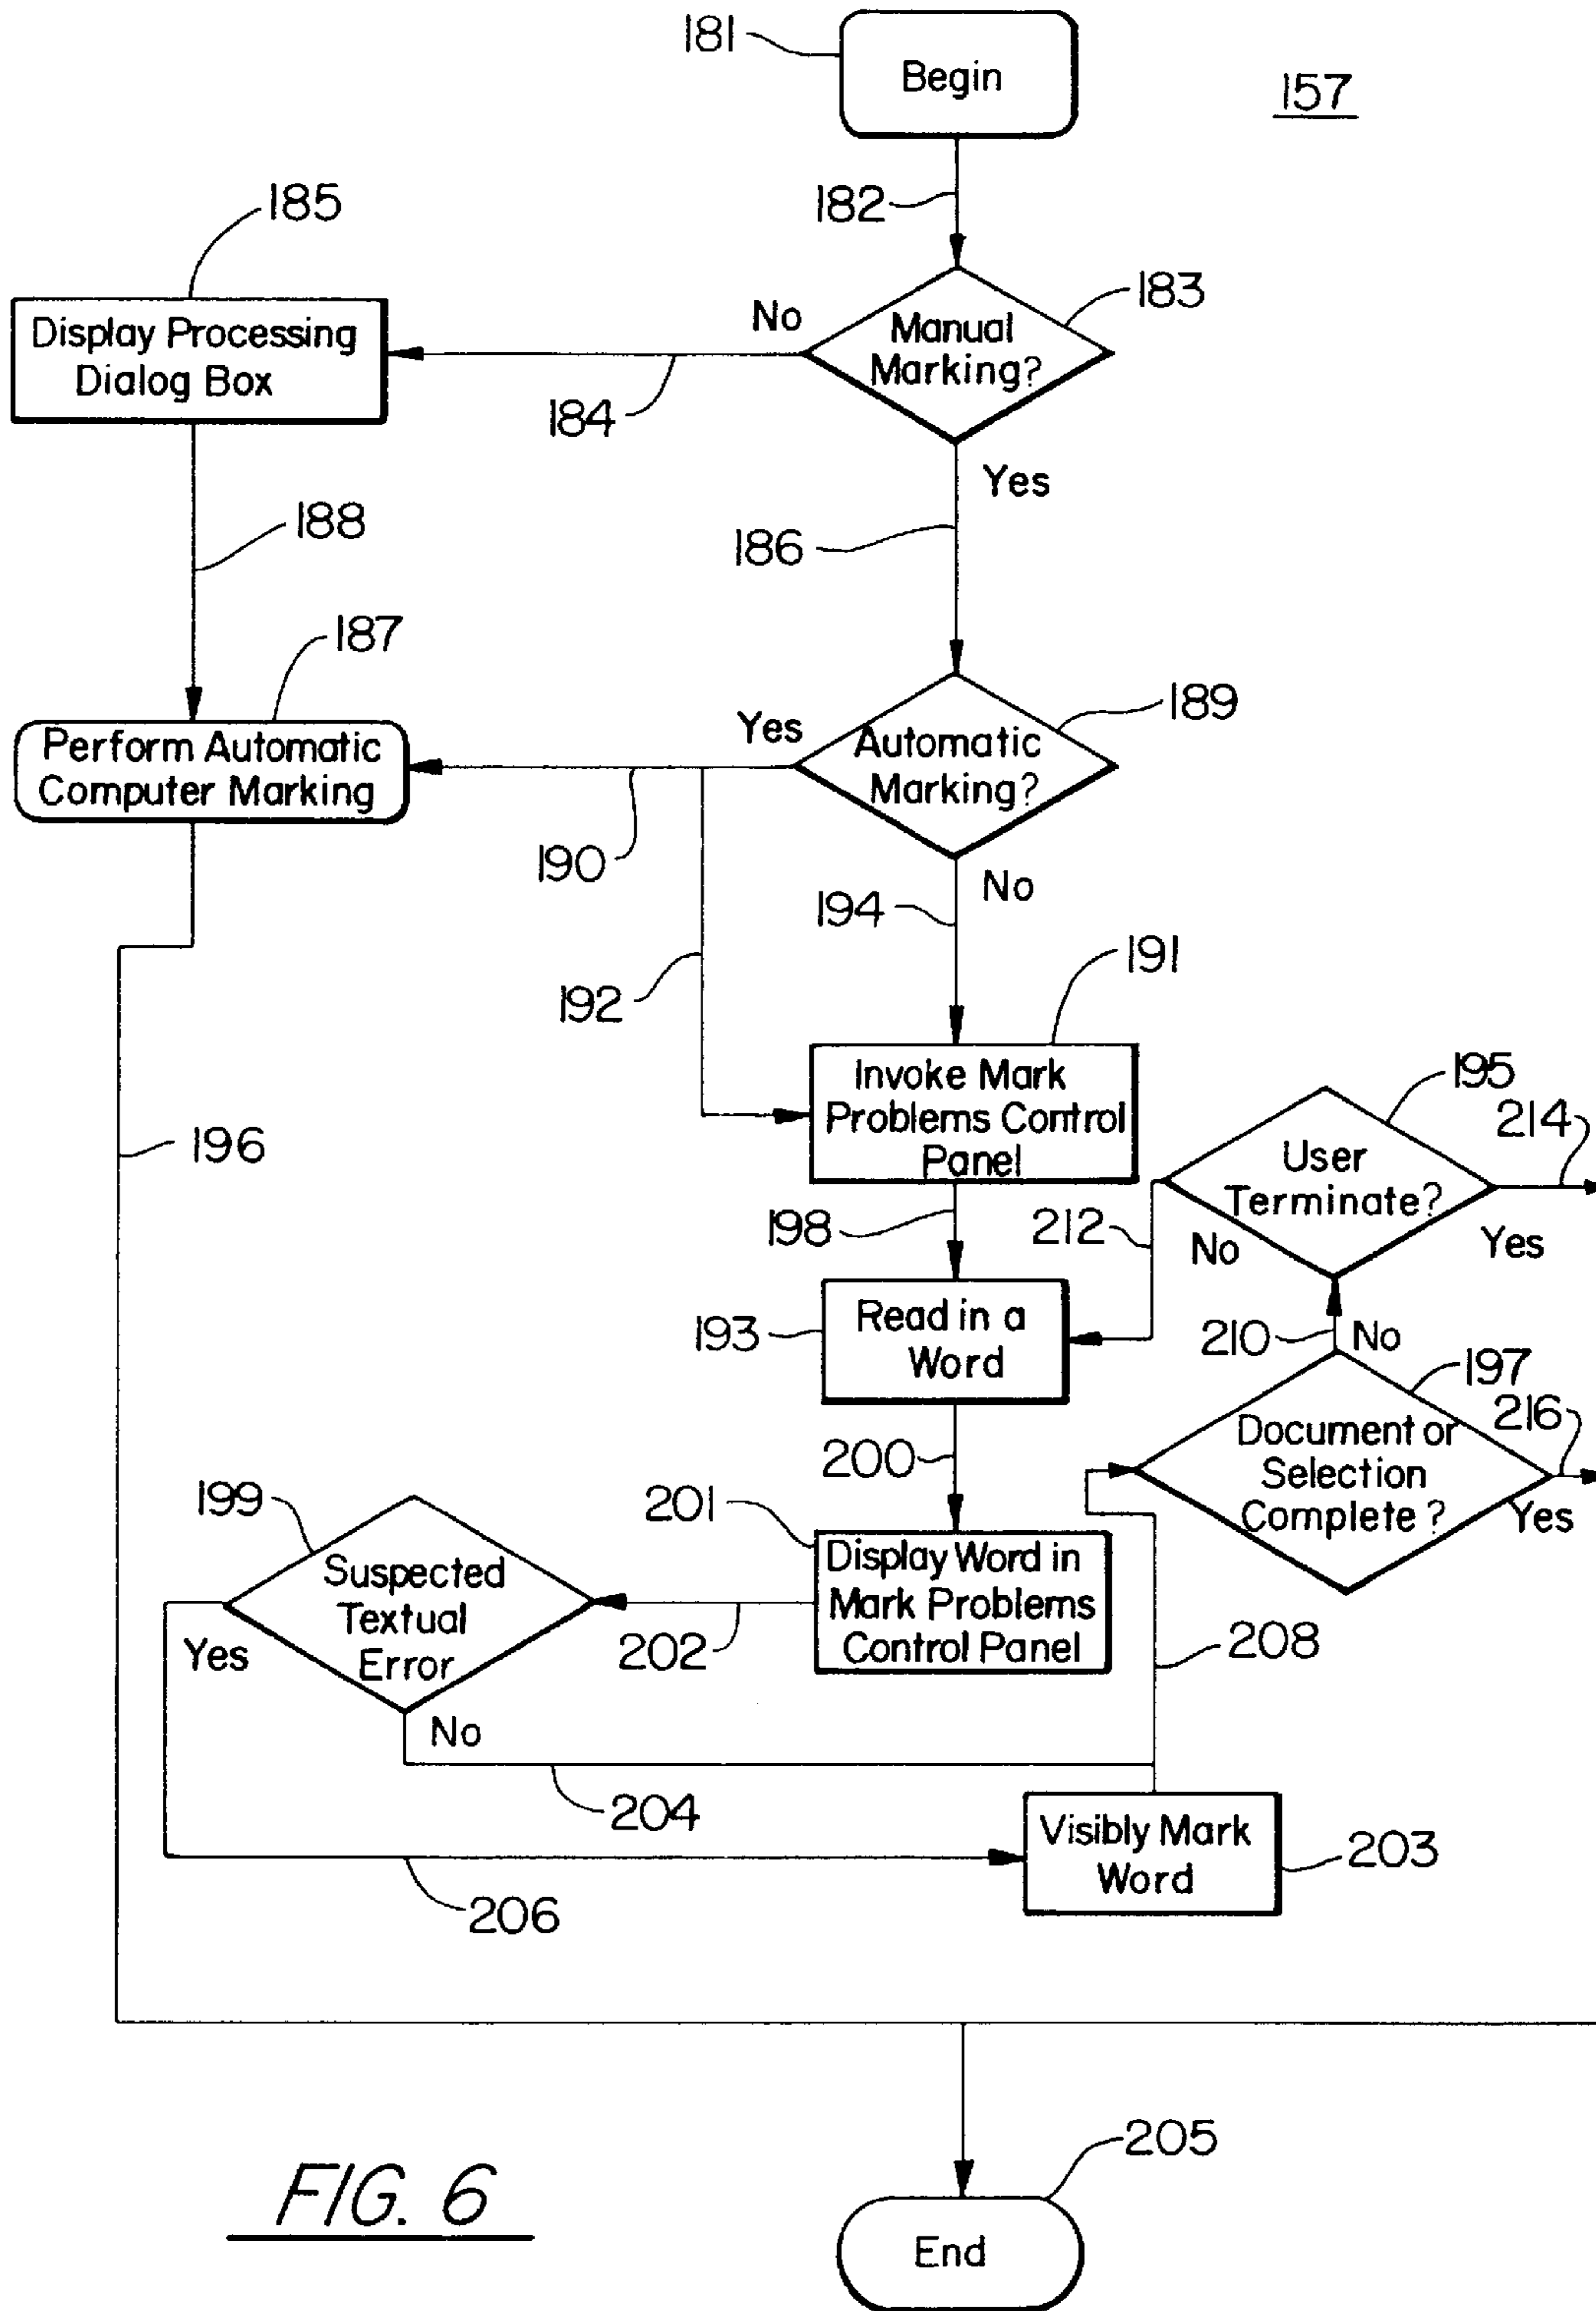 181
Begin
157
182
185
183
Display Processing
Dialog Box
No
Manual
Marking?
184
Yes
188
186
187
189
Perform Automatic
Computer Marking
Yes
Automatic
Marking?
190
No
194
192
191
Invoke Mark
Problems Control
Panel
195
214
196
User
Terminate?
198
212
No
Yes
193
Read in a
Word
210
No
197
216
200
Document or
Selection
Complete?
Yes
199
201
Suspected
Textual
Error
Display Word in
Mark Problems
Control Panel
Yes
202
208
No
204
Visibly Mark
Word
203
206
205
FIG. 6
End